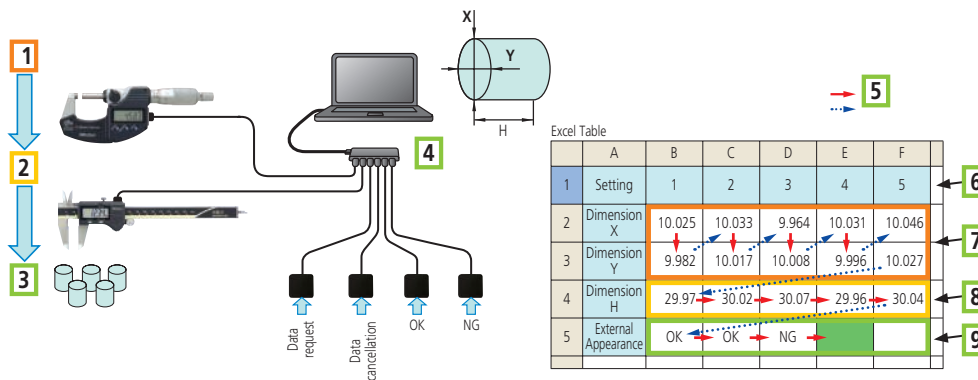 1
2
3
4
X
Y
H
5
Data
request
Data
cancellation
OK
NG
Excel Table
A B C D E F
1 Setting 1 2 3 4 5
6
2 Dimension
X 10.025 10.033 9.964 10.031 10.046
7
3 Dimension
Y 9.982 10.017 10.008 9.996 10.027
4 Dimension
H 29.97 30.02 30.07 29.96 30.04
8
5 External
Appearance OK OK NG
9